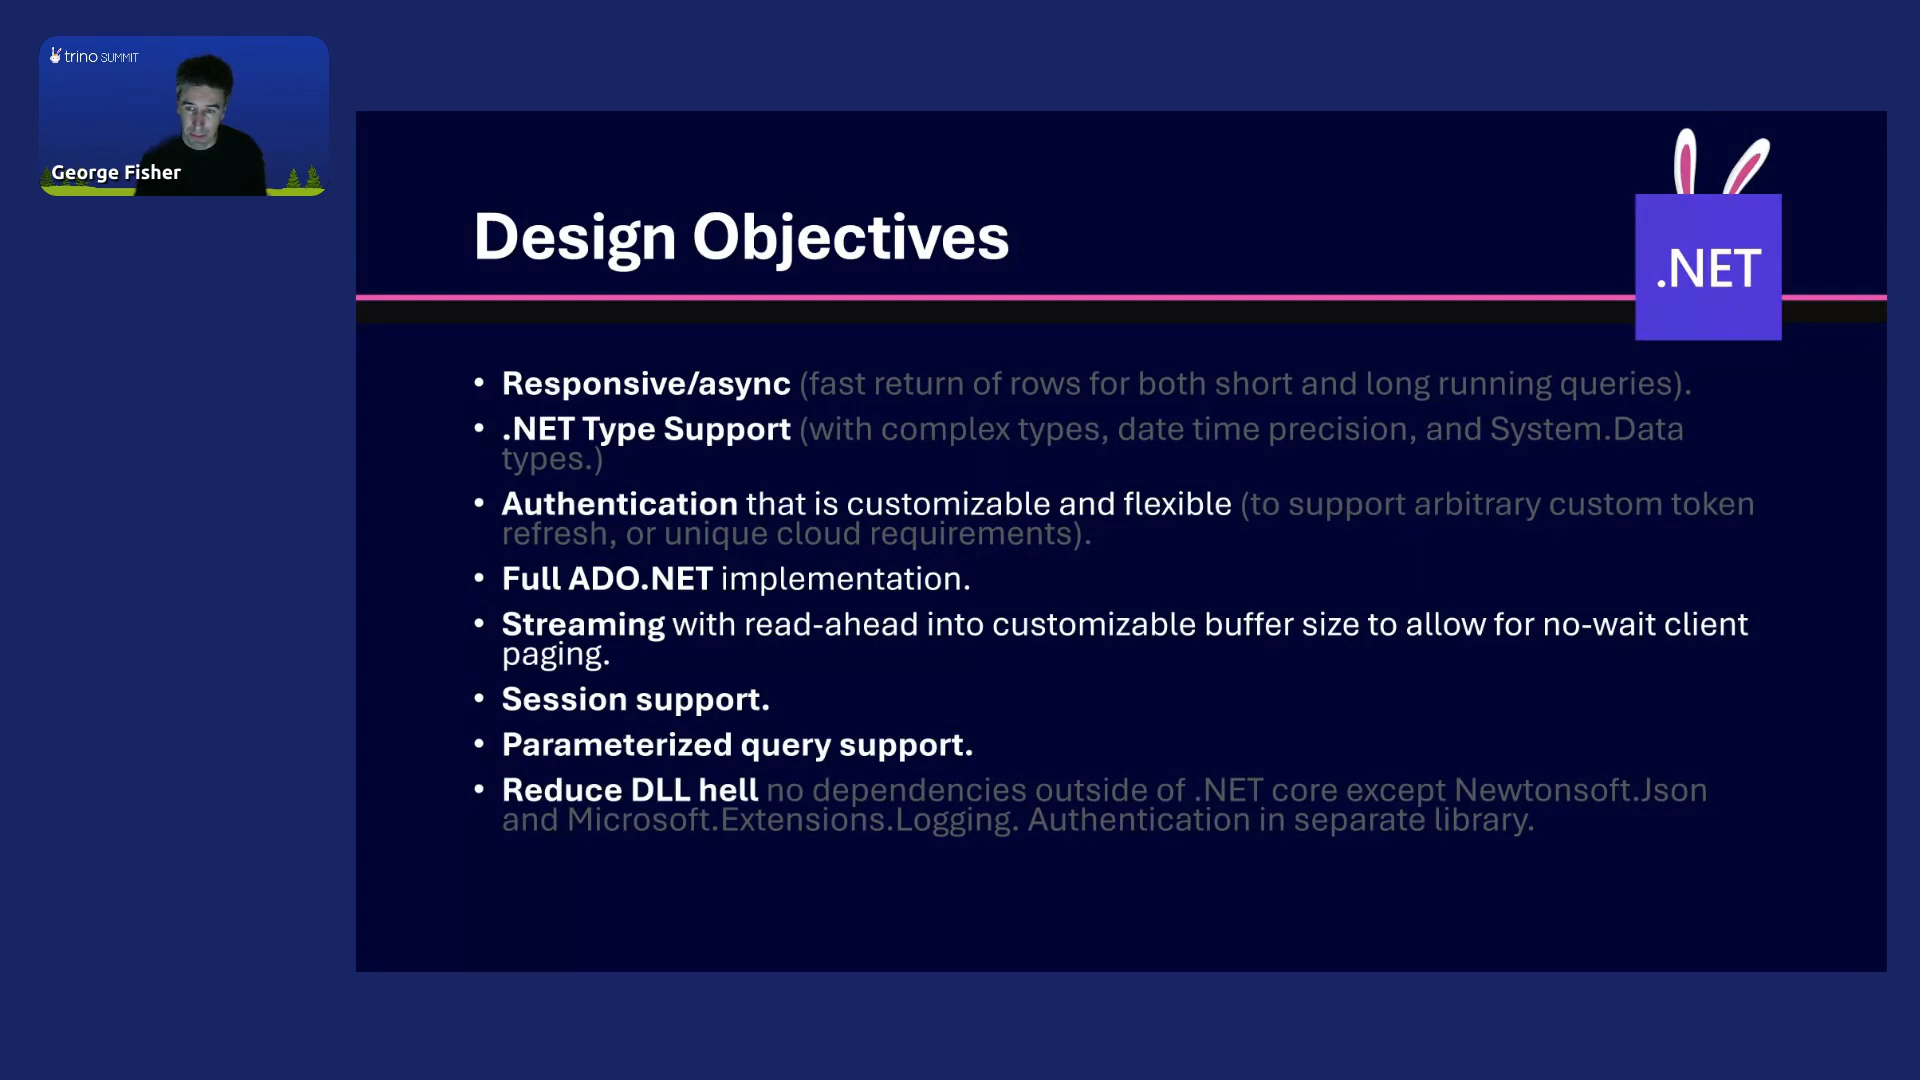 trino SUMMIT
George Fisher
.NET
Design Objectives
• Responsive/async (fast return of rows for both short and long running queries).
• .NET Type Support (with complex types, date time precision, and System.Data
types.)
• Authentication that is customizable and flexible (to support arbitrary custom token
refresh, or unique cloud requirements).
• Full ADO.NET implementation.
• Streaming with read-ahead into customizable buffer size to allow for no-wait client
paging.
• Session support.
• Parameterized query support.
• Reduce DLL hell no dependencies outside of .NET core except Newtonsoft.Json
and Microsoft.Extensions.Logging. Authentication in separate library.